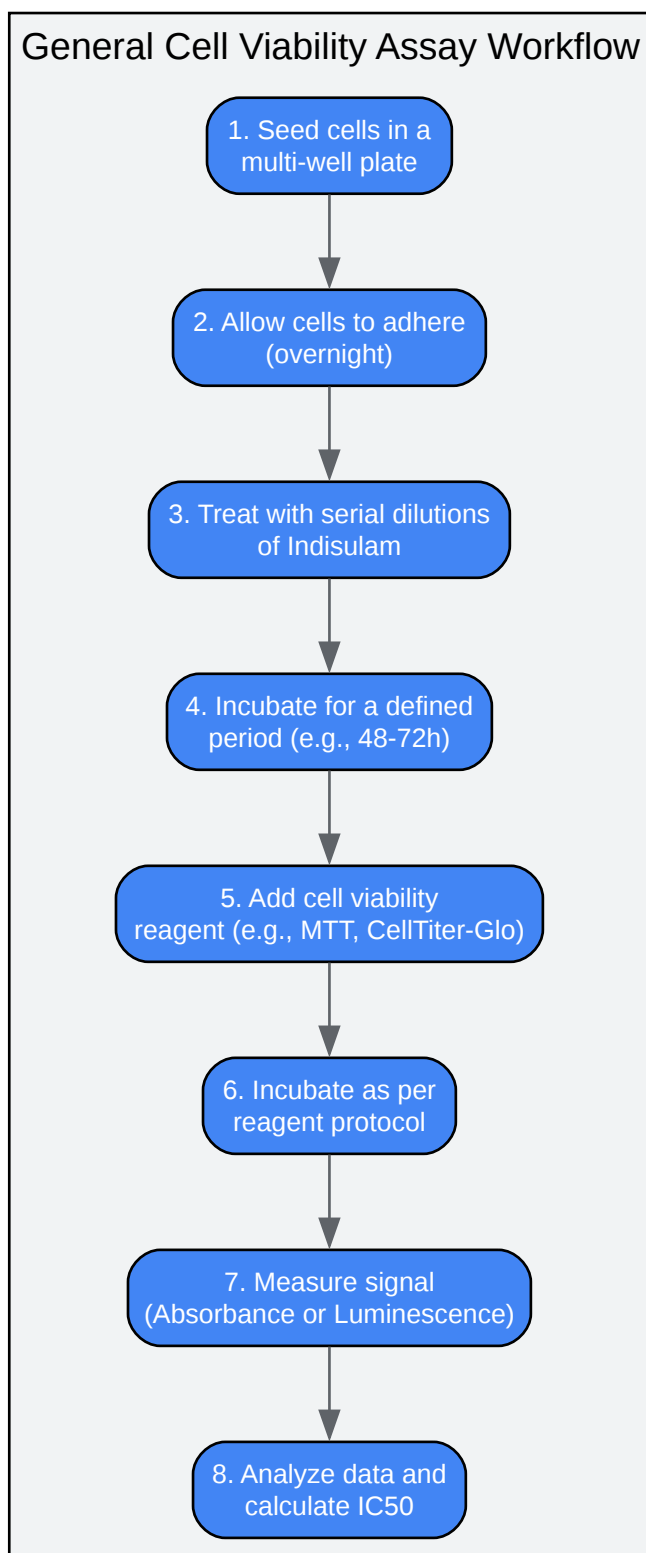 General Cell Viability Assay Workflow
1. Seed cells in a
multi-well plate
2. Allow cells to adhere
(overnight)
3. Treat with serial dilutions
of Indisulam
4. Incubate for a defined
period (e.g., 48-72h)
5. Add cell viability
reagent (e.g., MTT, CellTiter-Glo)
6. Incubate as per
reagent protocol
7. Measure signal
(Absorbance or Luminescence)
8. Analyze data and
calculate IC50